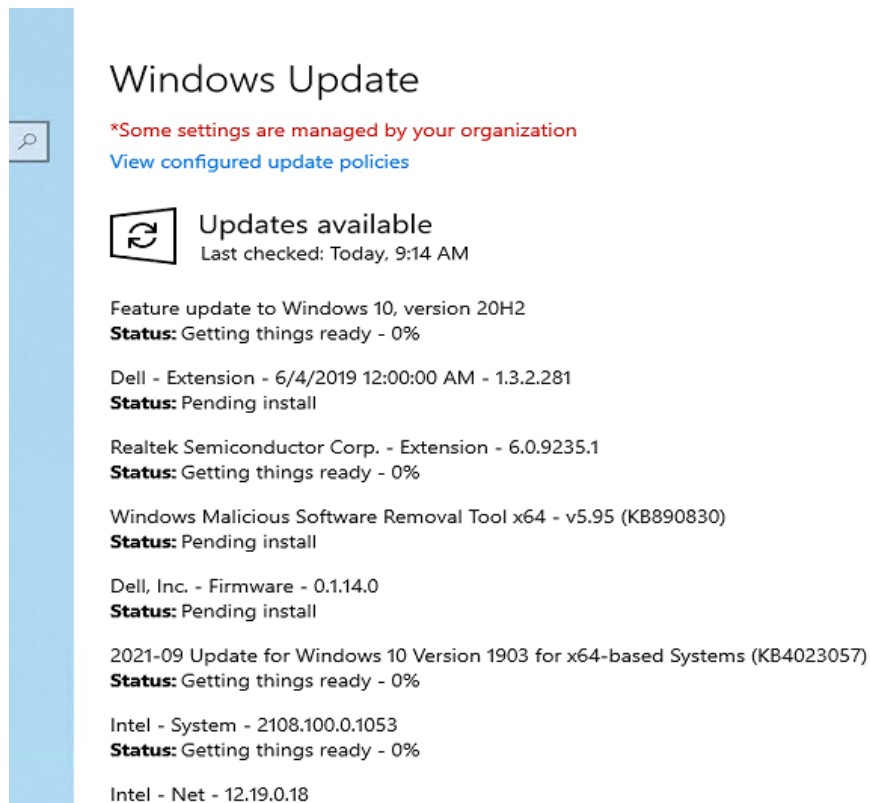 Windows Update
*Some settings are managed by your organization
View configured update policies
Updates available
Last checked: Today, 9:14 AM
Feature update to Windows 10, version 20H2
Status: Getting things ready - 0%
Dell - Extension - 6/4/2019 12:00:00 AM - 1.3.2.281
Status: Pending install
Realtek Semiconductor Corp. - Extension - 6.0.9235.1
Status: Getting things ready - 0%
Windows Malicious Software Removal Tool x64 - v5.95 (KB890830)
Status: Pending install
Dell, Inc. - Firmware - 0.1.14.0
Status: Pending install
2021-09 Update for Windows 10 Version 1903 for x64-based Systems (KB4023057)
Status: Getting things ready - 0%
Intel - System - 2108.100.0.1053
Status: Getting things ready - 0%
Intel - Net - 12.19.0.18